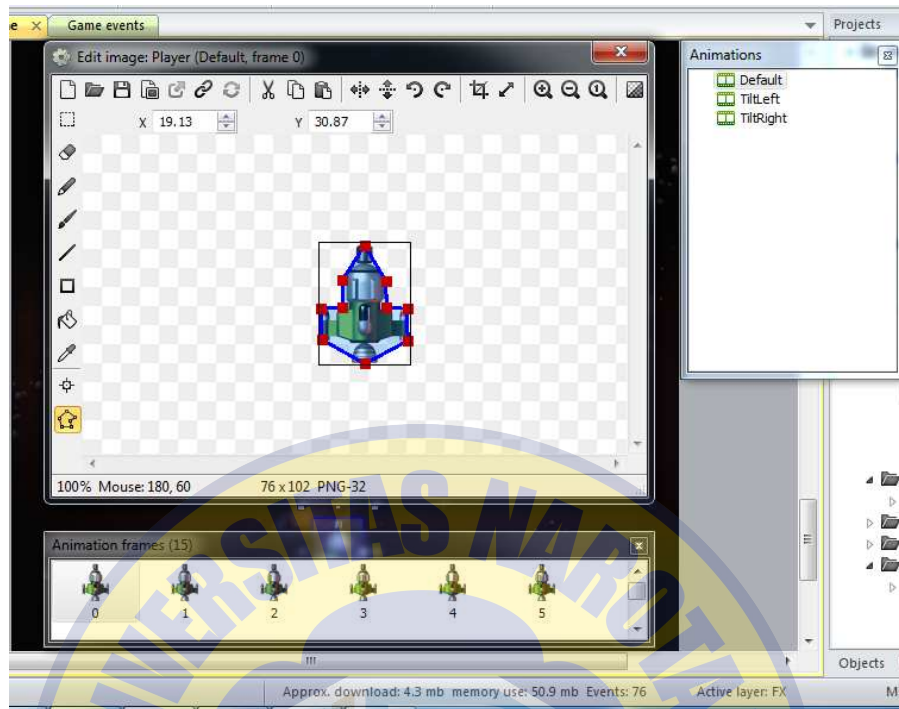 e × Game events Projects
Edit image: Player (Default, frame 0)
Animations
Default
TiltLeft
TiltRight
X 19.13 Y 30.87
100% Mouse: 180, 60 76 x 102 PNG-32
Animation frames (15)
0 1 2 3 4 5
VERSITAS NAROTA
Objects
Approx. download: 4.3 mb memory use: 50.9 mb Events: 76 Active layer: FX M